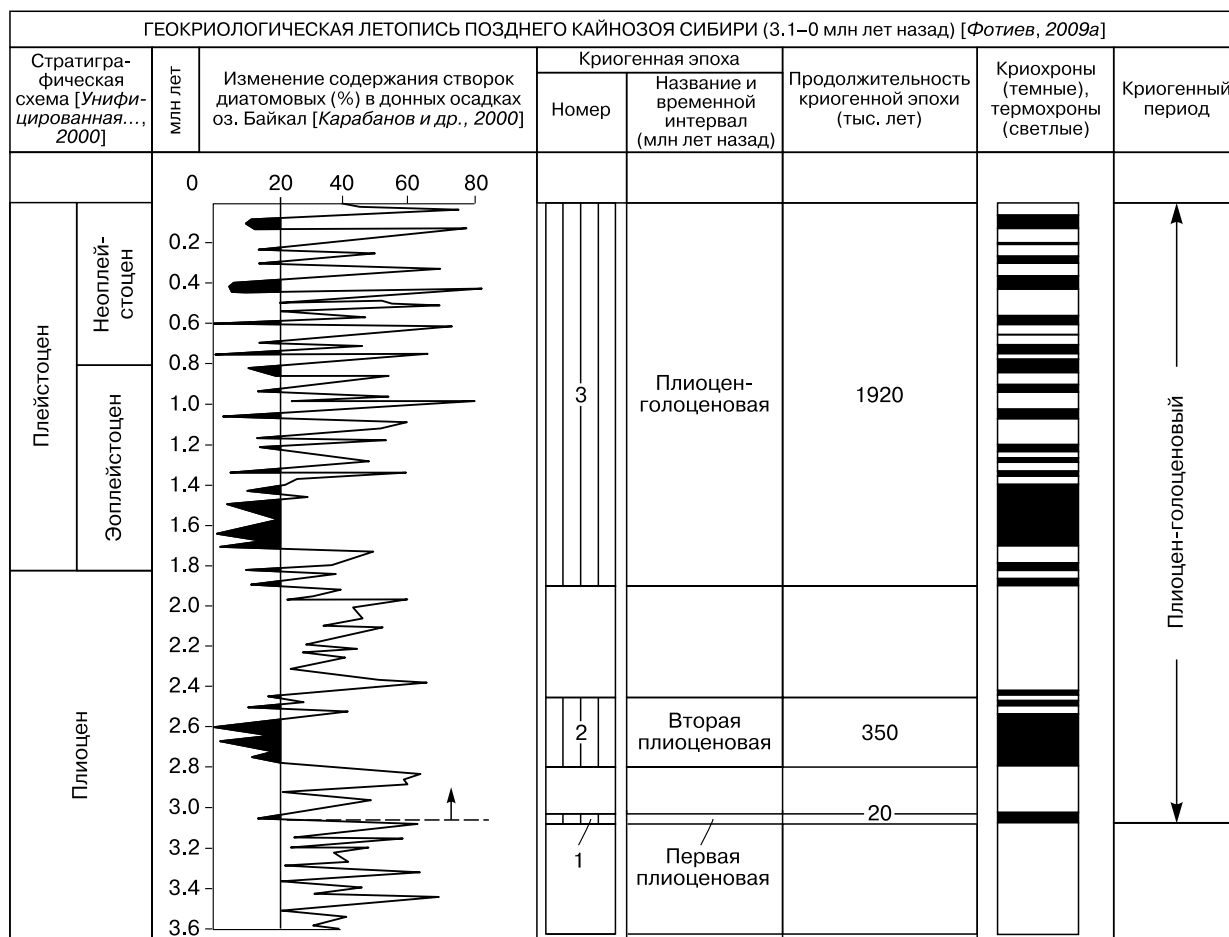 ГЕОКРИОЛОГИЧЕСКАЯ ЛЕТОПИСЬ ПОЗДНЕГО КАЙНОЗОЯ СИБИРИ (3.1–0 млн лет назад) [Фотиев, 2009а]
Стратигра-
фическая
схема [Унифи-
цированная...,
2000]
млн лет
Изменение содержания створок
диатомовых (%) в донных осадках
оз. Байкал [Карабанов и др., 2000]
Криогенная эпоха
Номер
Название и
временной
интервал
(млн лет назад)
Продолжительность
криогенной эпохи
(тыс. лет)
Криохроны
(темные),
термохроны
(светлые)
Криогенный
период
0 20 40 60 80
Плейстоцен
Неоплей-
стоцен
Эоплейстоцен
Плиоцен
0.2
0.4
0.6
0.8
1.0
1.2
1.4
1.6
1.8
2.0
2.2
2.4
2.6
2.8
3.0
3.2
3.4
3.6
3
Плиоцен-
голоценовая
1920
2
Вторая
плиоценовая
350
20
1
Первая
плиоценовая
Плиоцен-голоценовый